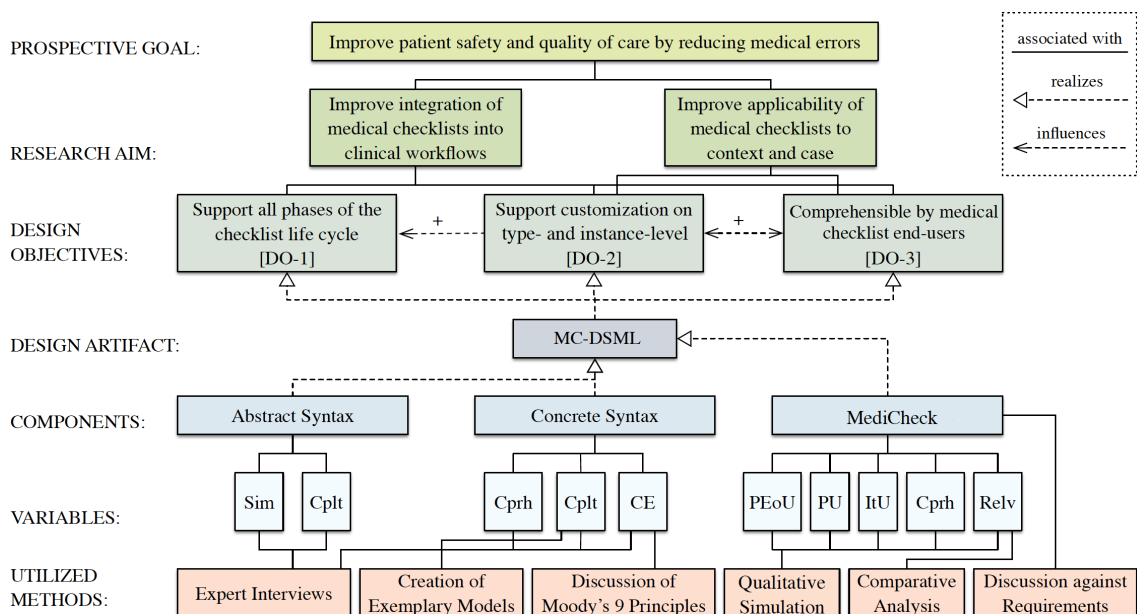 PROSPECTIVE GOAL:
Improve patient safety and quality of care by reducing medical errors
associated with
realizes
influences
RESEARCH AIM:
Improve integration of
medical checklists into
clinical workflows
Improve applicability of
medical checklists to
context and case
DESIGN
OBJECTIVES:
Support all phases of the
checklist life cycle
[DO-1]
+
Support customization on
type- and instance-level
[DO-2]
+
Comprehensible by medical
checklist end-users
[DO-3]
DESIGN ARTIFACT:
MC-DSML
COMPONENTS:
Abstract Syntax
Concrete Syntax
MediCheck
VARIABLES:
Sim
Cplt
Cprh
Cplt
CE
PEoU
PU
ItU
Cprh
Relv
UTILIZED
METHODS:
Expert Interviews
Creation of
Exemplary Models
Discussion of
Moody's 9 Principles
Qualitative
Simulation
Comparative
Analysis
Discussion against
Requirements